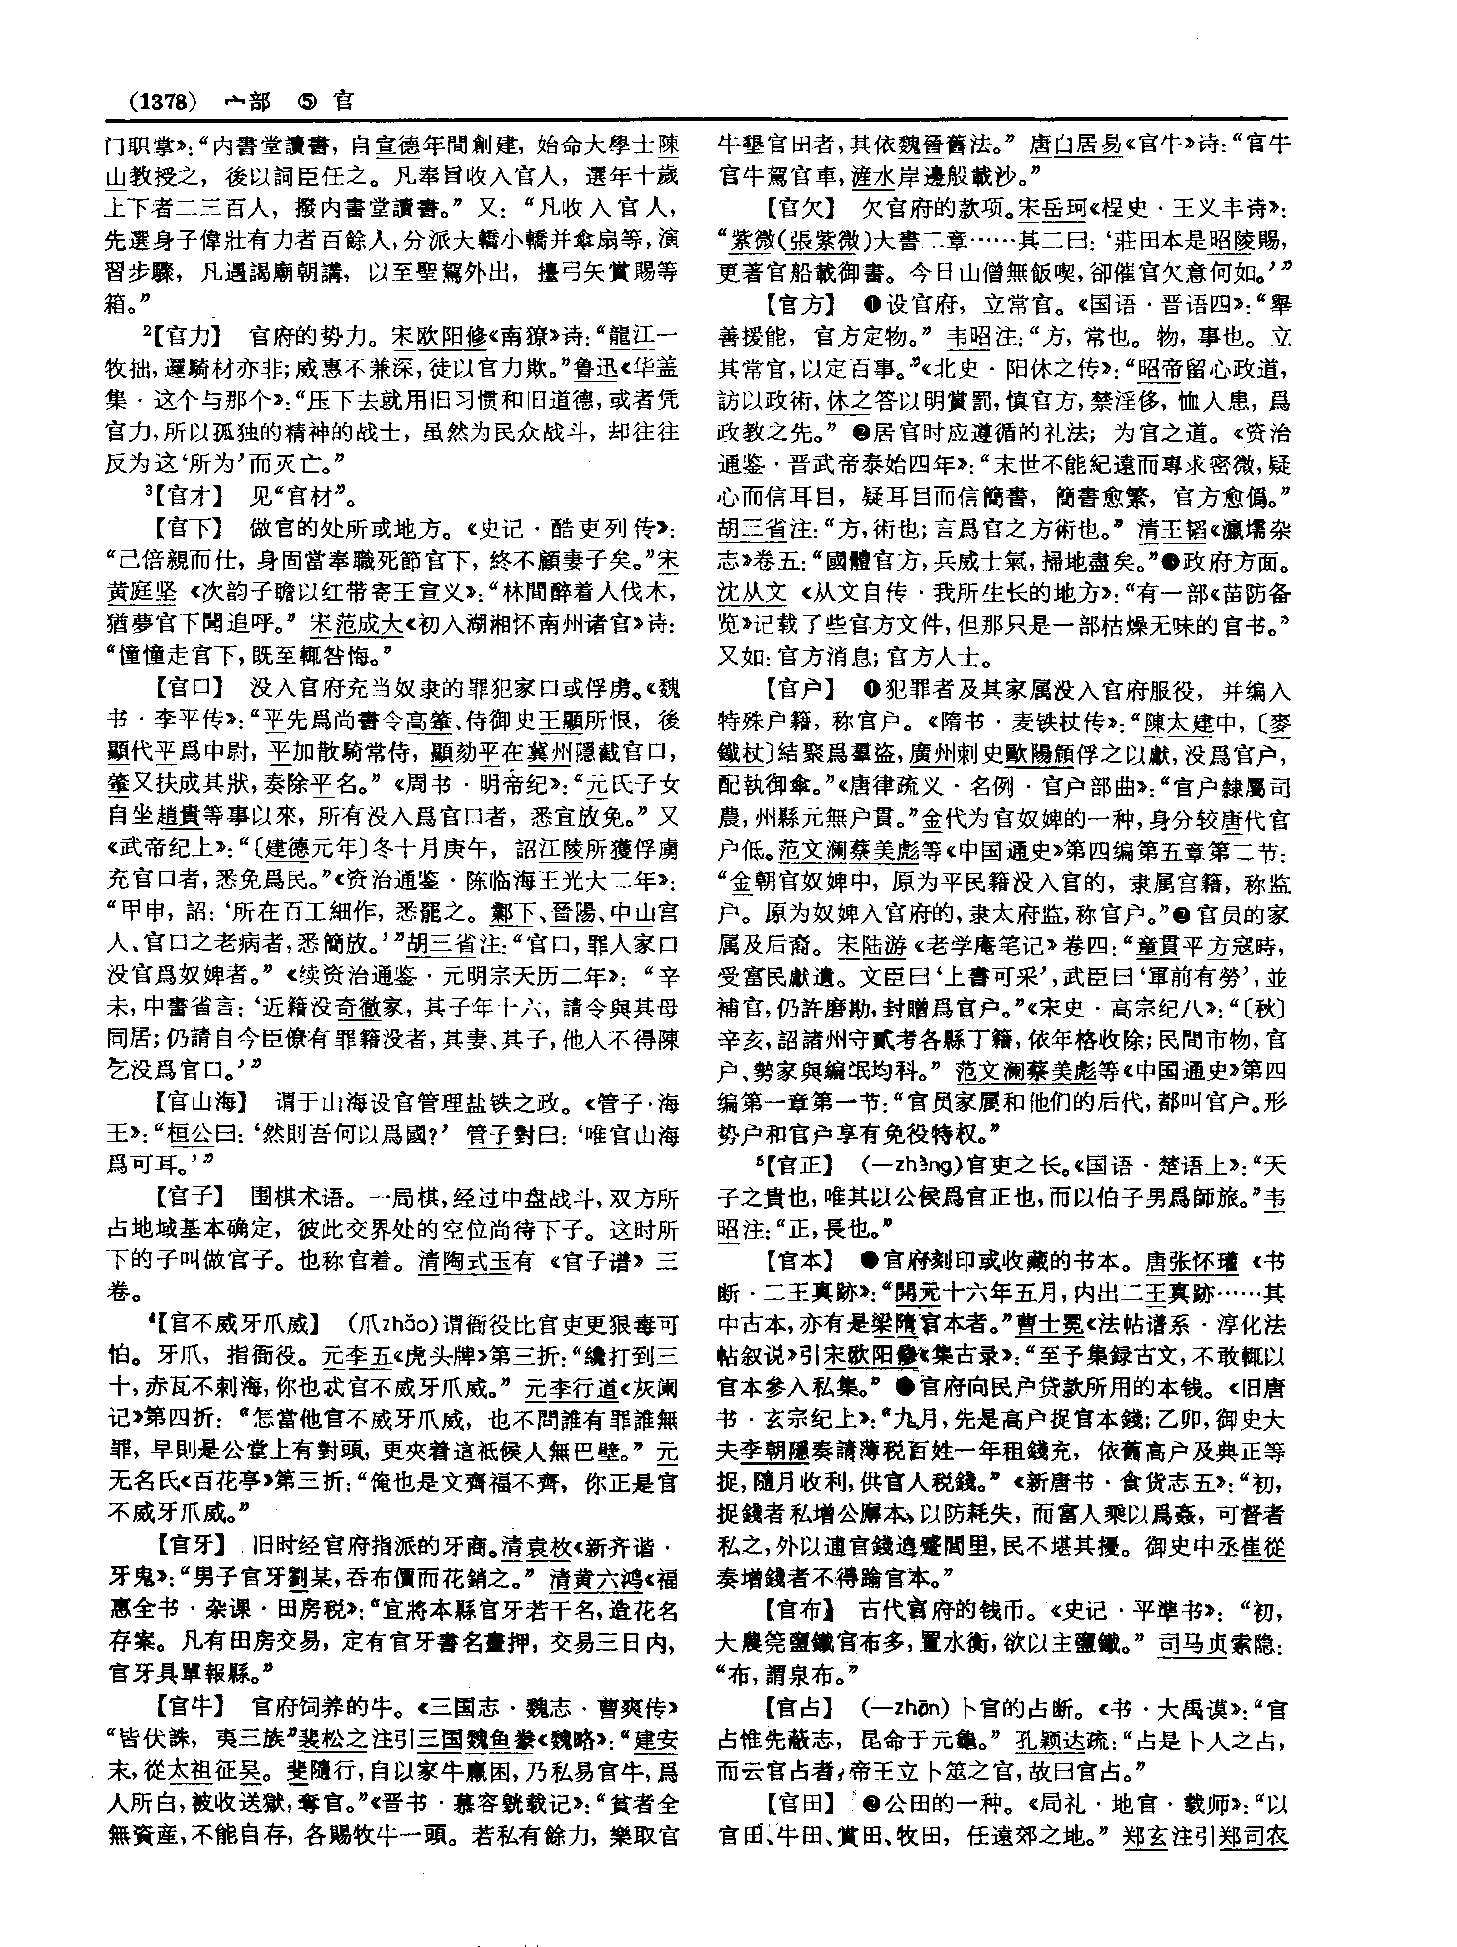 (1378) 宀部 ⑤ 官
门职掌》：“内書堂讀書，自宣德年間創建，始命大學士陳
山教授之，後以詞臣任之。凡奉旨收入官人，選年十歲
上下者二三百人，撥内書堂讀書。”又：“凡收入官人，
先選身子偉壯有力者百餘人，分派大轎小轎并傘扇等，演
習步驟，凡遇謁廟朝講，以至聖駕外出，擡弓矢賞賜等
箱。”
²【官力】 官府的势力。宋欧阳修《南獠》诗：“龍江一
牧拙，邏騎材亦非；威惠不兼深，徒以官力欺。”鲁迅《华盖
集·这个与那个》：“压下去就用旧习惯和旧道德，或者凭
官力，所以孤独的精神的战士，虽然为民众战斗，却往往
反为这‘所为’而灭亡。”
³【官才】 见“官材”。
【官下】 做官的处所或地方。《史记·酷吏列传》：
“己倍親而仕，身固當奉職死節官下，終不顧妻子矣。”宋
黄庭坚《次韵子瞻以红带寄王宣义》：“林間醉着人伐木，
猶夢官下聞追呼。”宋范成大《初入湖湘怀南州诸官》诗：
“憧憧走官下，既至輒咎悔。”
【官口】 没入官府充当奴隶的罪犯家口或俘虏。《魏
书·李平传》：“平先爲尚書令高肇、侍御史王顯所恨，後
顯代平爲中尉，平加散騎常侍，顯劾平在冀州隱截官口，
肇又扶成其狀，奏除平名。”《周书·明帝纪》：“元氏子女
自坐趙貴等事以來，所有没入爲官口者，悉宜放免。”又
《武帝纪上》：“〔建德元年〕冬十月庚午，詔江陵所獲俘虜
充官口者，悉免爲民。”《资治通鉴·陈临海王光大二年》：
“甲申，詔：‘所在百工細作，悉罷之。鄴下、晉陽、中山宫
人、官口之老病者，悉簡放。’”胡三省注：“官口，罪人家口
没官爲奴婢者。”《续资治通鉴·元明宗天历二年》：“辛
未，中書省言：‘近籍没奇徹家，其子年十六，請令與其母
同居；仍請自今臣僚有罪籍没者，其妻、其子，他人不得陳
乞没爲官口。’”
【官山海】 谓于山海设官管理盐铁之政。《管子·海
王》：“桓公曰：‘然則吾何以爲國？’管子對曰：‘唯官山海
爲可耳。’”
【官子】 围棋术语。一局棋，经过中盘战斗，双方所
占地域基本确定，彼此交界处的空位尚待下子。这时所
下的子叫做官子。也称官着。清陶式玉有《官子谱》三
卷。
⁴【官不威牙爪威】 (爪zhǎo)谓衙役比官吏更狠毒可
怕。牙爪，指衙役。元李五《虎头牌》第三折：“纔打到三
十，赤瓦不剌海，你也忒官不威牙爪威。”元李行道《灰阑
记》第四折：“怎當他官不威牙爪威，也不問誰有罪誰無
罪，早則是公堂上有對頭，更夾着這祗候人無巴壁。”元
无名氏《百花亭》第三折：“俺也是文齊福不齊，你正是官
不威牙爪威。”
【官牙】 旧时经官府指派的牙商。清袁枚《新齐谐·
牙鬼》：“男子官牙劉某，吞布價而花銷之。”清黄六鸿《福
惠全书·杂课·田房税》：“宜將本縣官牙若干名，造花名
存案。凡有田房交易，定有官牙書名畫押，交易三日内，
官牙具單報縣。”
【官牛】 官府饲养的牛。《三国志·魏志·曹爽传》
“皆伏誅，夷三族”裴松之注引三国魏鱼豢《魏略》：“建安
末，從太祖征吴。斐隨行，自以家牛羸困，乃私易官牛，爲
人所白，被收送獄，奪官。”《晋书·慕容皝载记》：“貧者全
無資産，不能自存，各賜牧牛一頭。若私有餘力，樂取官
牛墾官田者，其依魏晉舊法。”唐白居易《官牛》诗：“官牛
官牛駕官車，滻水岸邊般載沙。”
【官欠】 欠官府的款项。宋岳珂《桯史·王义丰诗》：
“紫微(張紫微)大書二章……其二曰：‘莊田本是昭陵賜，
更著官船載御書。今日山僧無飯喫，卻催官欠意何如。’”
【官方】 ❶设官府，立常官。《国语·晋语四》：“舉
善援能，官方定物。”韦昭注：“方，常也。物，事也。立
其常官，以定百事。”《北史·阳休之传》：“昭帝留心政道，
訪以政術，休之答以明賞罰，慎官方，禁淫侈，恤人患，爲
政教之先。”❷居官时应遵循的礼法；为官之道。《资治
通鉴·晋武帝泰始四年》：“末世不能紀遠而專求密微，疑
心而信耳目，疑耳目而信簡書，簡書愈繁，官方愈僞。”
胡三省注：“方，術也；言爲官之方術也。”清王韬《瀛壖杂
志》卷五：“國體官方，兵威士氣，掃地盡矣。”❸政府方面。
沈从文《从文自传·我所生长的地方》：“有一部《苗防备
览》记载了些官方文件，但那只是一部枯燥无味的官书。”
又如：官方消息；官方人士。
【官户】 ❶犯罪者及其家属没入官府服役，并编入
特殊户籍，称官户。《隋书·麦铁杖传》：“陳太建中，〔麥
鐵杖〕結聚爲羣盜，廣州刺史歐陽頠俘之以獻，没爲官户，
配執御傘。”《唐律疏义·名例·官户部曲》：“官户隸屬司
農，州縣元無户貫。”金代为官奴婢的一种，身分较唐代官
户低。范文澜蔡美彪等《中国通史》第四编第五章第二节：
“金朝官奴婢中，原为平民籍没入官的，隶属宫籍，称监
户。原为奴婢入官府的，隶太府监，称官户。”❷官员的家
属及后裔。宋陆游《老学庵笔记》卷四：“童貫平方寇時，
受富民獻遺。文臣曰‘上書可采’，武臣曰‘軍前有勞’，並
補官，仍許磨勘，封贈爲官户。”《宋史·高宗纪八》：“〔秋〕
辛亥，詔諸州守貳考各縣丁籍，依年格收除；民間市物，官
户、勢家與編氓均科。”范文澜蔡美彪等《中国通史》第四
编第一章第一节：“官员家属和他们的后代，都叫官户。形
势户和官户享有免役特权。”
⁵【官正】 (—zhèng)官吏之长。《国语·楚语上》：“天
子之貴也，唯其以公侯爲官正也，而以伯子男爲師旅。”韦
昭注：“正，長也。”
【官本】 ❶官府刻印或收藏的书本。唐张怀瓘《书
断·二王真跡》：“開元十六年五月，内出二王真跡……其
中古本，亦有是梁隋官本者。”曹士冕《法帖谱系·淳化法
帖叙说》引宋欧阳修《集古录》：“至予集録古文，不敢輒以
官本參入私集。”❷官府向民户贷款所用的本钱。《旧唐
书·玄宗纪上》：“九月，先是高户捉官本錢；乙卯，御史大
夫李朝隱奏請薄税百姓一年租錢充，依舊高户及典正等
捉，隨月收利，供官人税錢。”《新唐书·食货志五》：“初，
捉錢者私增公廨本，以防耗失，而富人乘以爲姦，可督者
私之，外以逋官錢迫蹙閭里，民不堪其擾。御史中丞崔從
奏增錢者不得踰官本。”
【官布】 古代官府的钱币。《史记·平準书》：“初，
大農筦鹽鐵官布多，置水衡，欲以主鹽鐵。”司马贞索隐：
“布，謂泉布。”
【官占】 (—zhān)卜官的占断。《书·大禹谟》：“官
占惟先蔽志，昆命于元龜。”孔颖达疏：“占是卜人之占，
而云官占者，帝王立卜筮之官，故曰官占。”
【官田】 ❷公田的一种。《周礼·地官·载师》：“以
官田、牛田、賞田、牧田，任遠郊之地。”郑玄注引郑司农